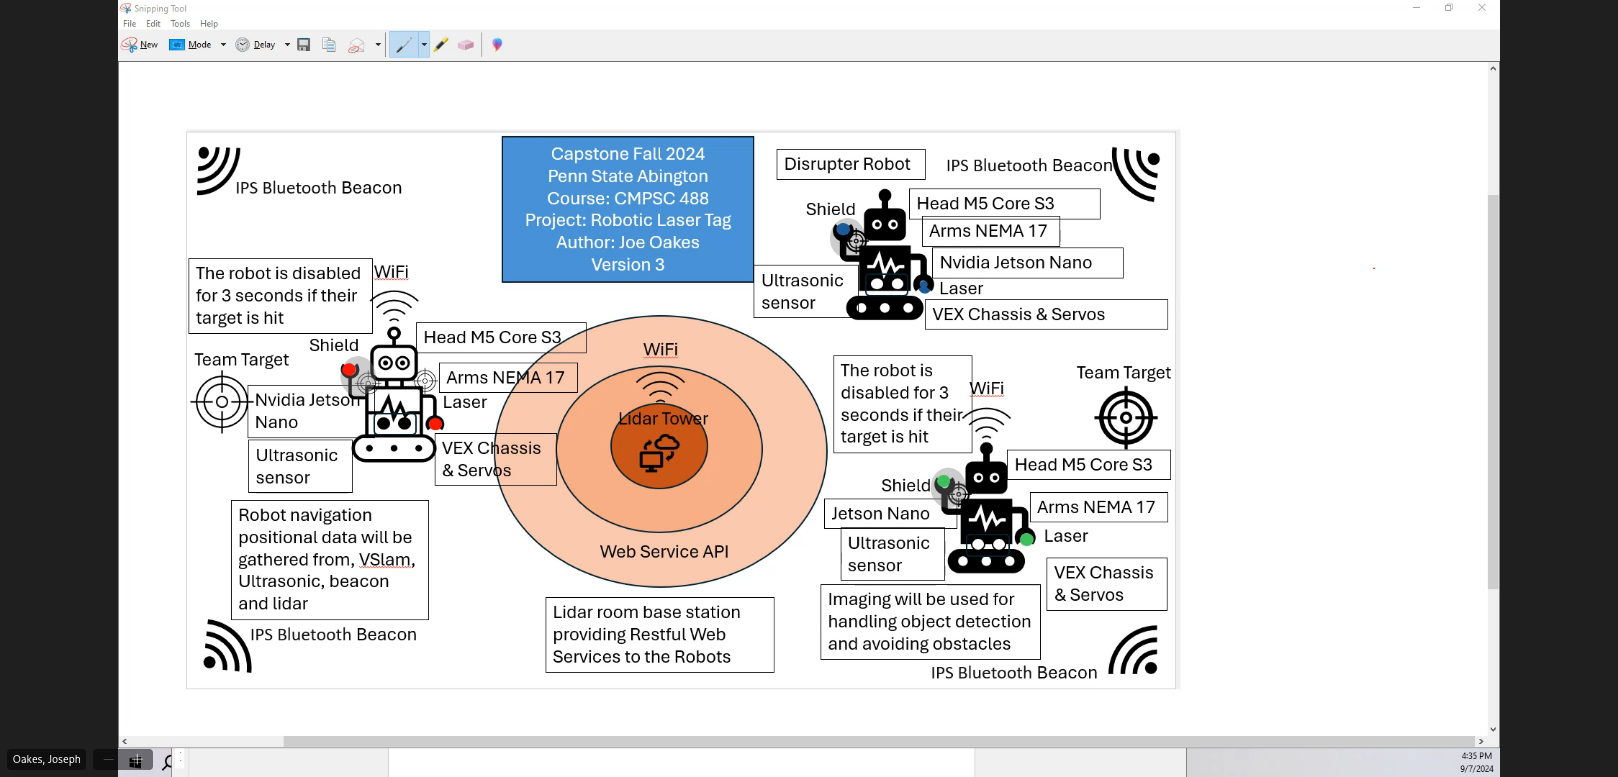 Snipping Tool
File Edit Tools Help
New Mode Delay
Capstone Fall 2024
Penn State Abington
Course: CMPSC 488
Project: Robotic Laser Tag
Author: Joe Oakes
Version 3
IPS Bluetooth Beacon
Disrupter Robot
IPS Bluetooth Beacon
Shield
Head M5 Core S3
Arms NEMA 17
Nvidia Jetson Nano
Ultrasonic
sensor
Laser
VEX Chassis & Servos
The robot is disabled
for 3 seconds if their
target is hit
WiFi
Shield
Head M5 Core S3
Team Target
Arms NEMA 17
Nvidia Jetson
Nano
Laser
Ultrasonic
sensor
VEX Chassis
& Servos
WiFi
Lidar Tower
Web Service API
The robot is
disabled for 3
seconds if their
target is hit
WiFi
Team Target
Head M5 Core S3
Shield
Arms NEMA 17
Jetson Nano
Laser
Ultrasonic
sensor
VEX Chassis
& Servos
Robot navigation
positional data will be
gathered from, VSlam,
Ultrasonic, beacon
and lidar
Lidar room base station
providing Restful Web
Services to the Robots
Imaging will be used for
handling object detection
and avoiding obstacles
IPS Bluetooth Beacon
IPS Bluetooth Beacon
Oakes, Joseph
4:35 PM
9/7/2024